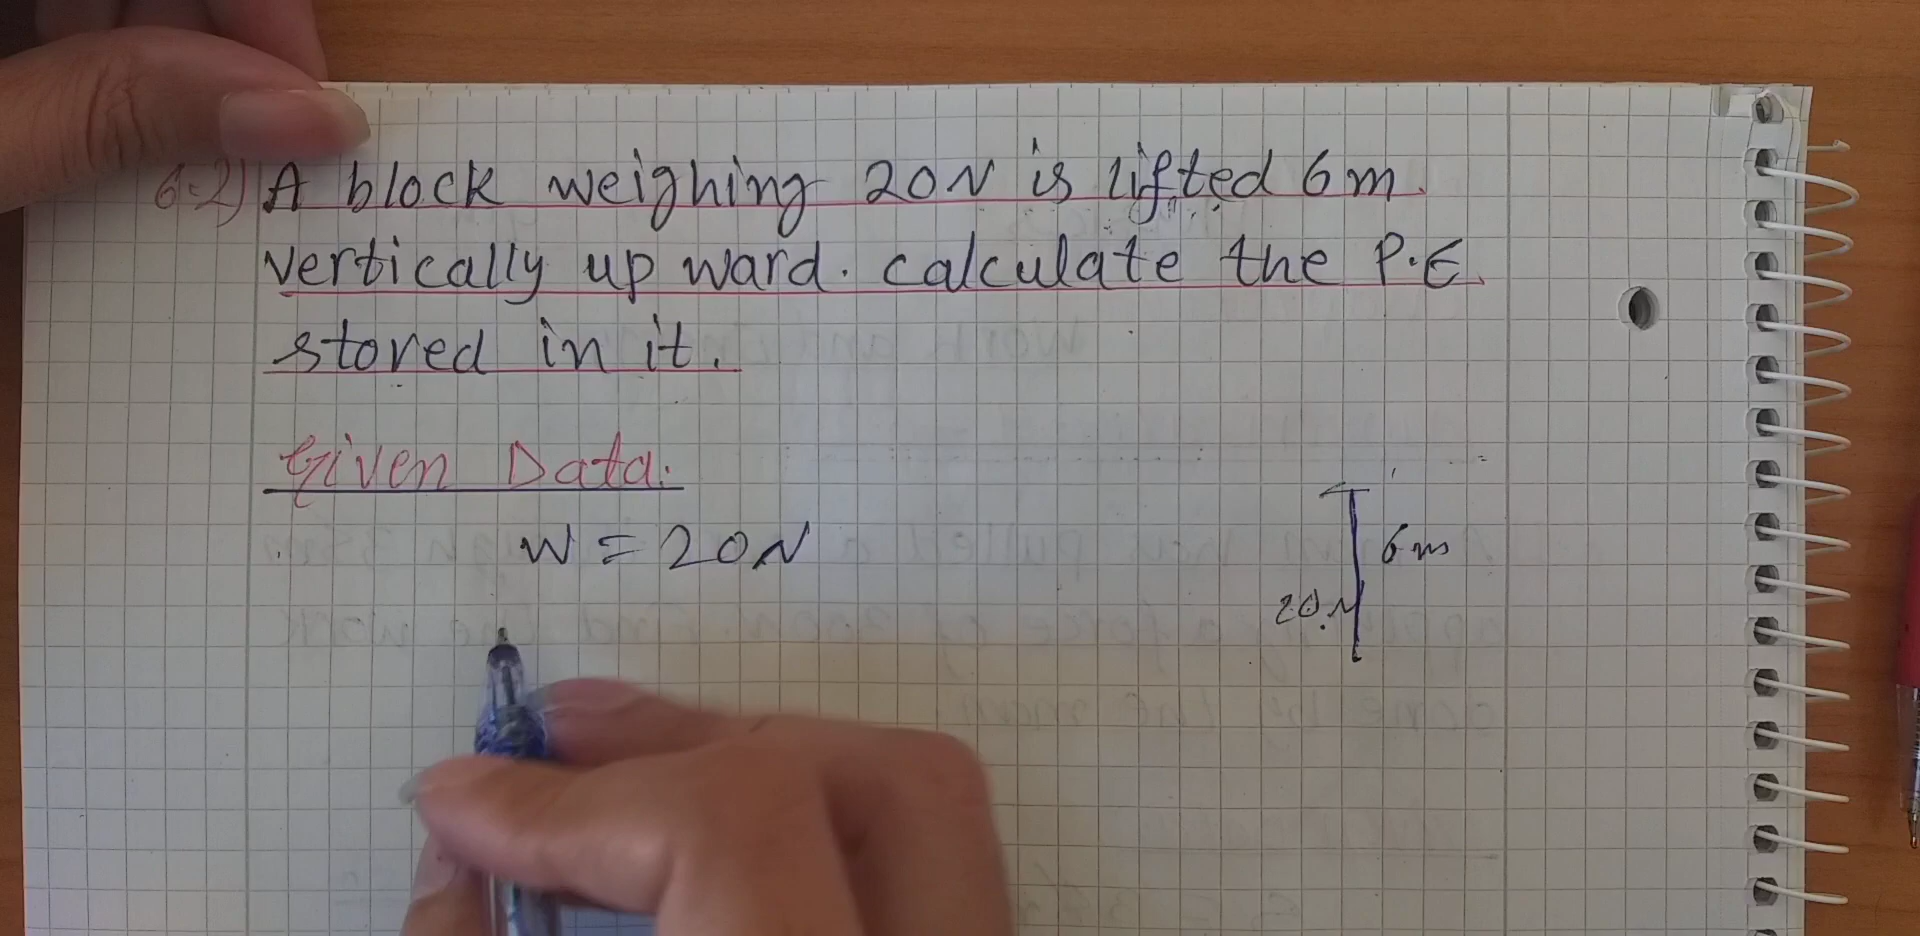 6.2) A block weighing 20N is lifted 6m
vertically up ward. calculate the P.E
stored in it.
Given Data:
W = 20N
6m
20N